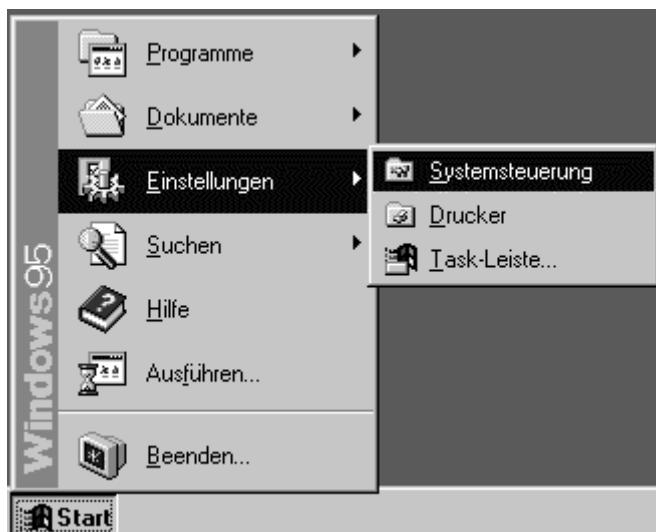 Programme
Dokumente
Einstellungen
Suchen
Hilfe
Ausführen...
Beenden...
Systemsteuerung
Drucker
Task-Leiste...
Windows95
Start